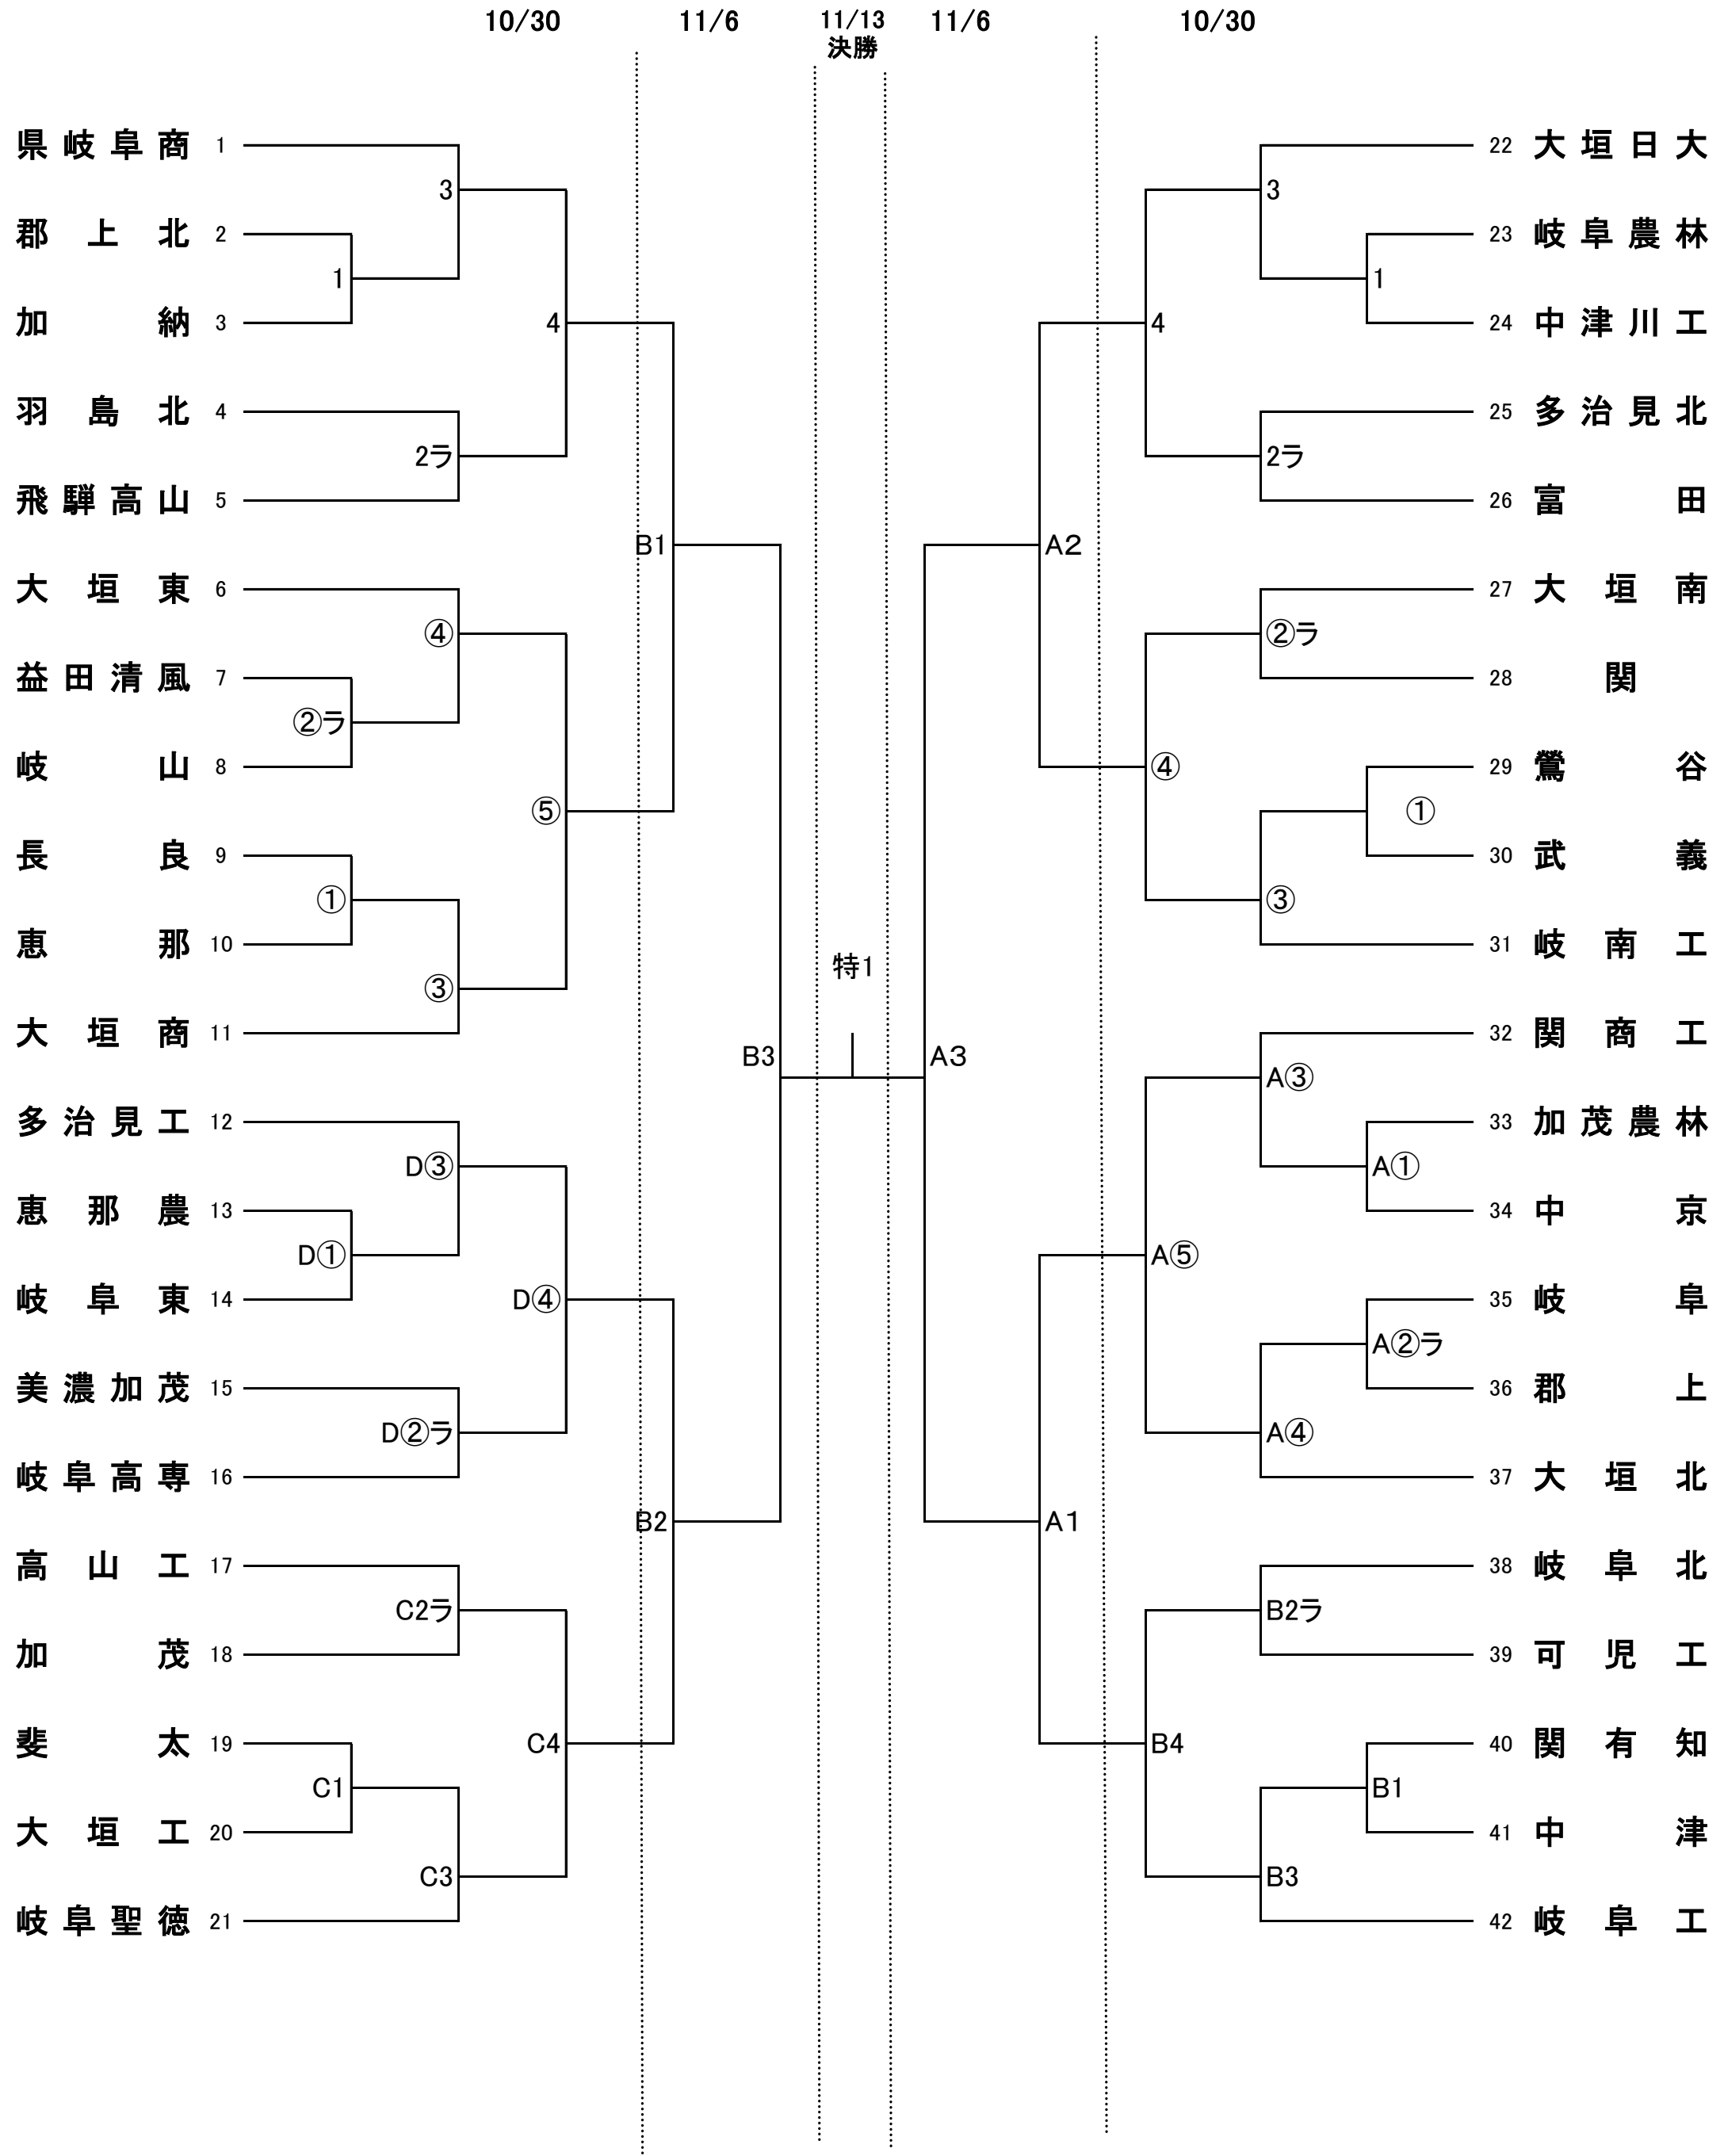 10/30 11/6 11/13 11/6 10/30
決勝
県岐阜商 1 22 大垣日大
3 3
郡上北 2 23 岐阜農林
1 1
加納 3 4 4 24 中津川工
羽島北 4 25 多治見北
2ラ 2ラ
飛騨高山 5 26 富田
B1 A2
大垣東 6 27 大垣南
④ ②ラ
益田清風 7 28 関
②ラ
岐山 8 ④ 29 鶯谷
⑤ ①
長良 9 30 武義
① ③
恵那 10 31 岐南工
特1
③
大垣商 11 32 関商工
B3 A3
A③
多治見工 12 33 加茂農林
D③ A①
恵那農 13 34 中京
D① A⑤
岐阜東 14 D④ 35 岐阜
A②ラ
美濃加茂 15 36 郡上
D②ラ A④
岐阜高専 16 37 大垣北
B2 A1
高山工 17 38 岐阜北
C2ラ B2ラ
加茂 18 39 可児工
斐太 19 C4 B4 40 関有知
C1 B1
大垣工 20 41 中津
C3 B3
岐阜聖徳 21 42 岐阜工